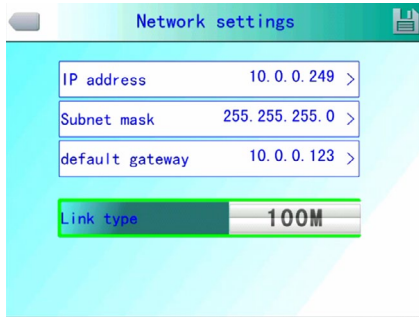 Network settings
IP address 10.0.0.249 >
Subnet mask 255.255.255.0 >
default gateway 10.0.0.123 >
Link type 100M